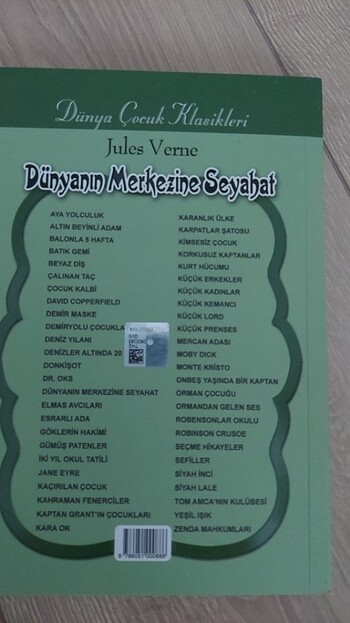 Dünya Çocuk Klasikleri
Jules Verne
Dünyanın Merkezine Seyahat
AYA YOLCULUK
ALTIN BEYİNLİ ADAM
BALONLA 5 HAFTA
BATIK GEMİ
BEYAZ DİŞ
ÇALINAN TAÇ
ÇOCUK KALBİ
DAVID COPPERFIELD
DEMİR MASKE
DEMİRYOLU ÇOCUKLA
DENİZ YILANI
DENİZLER ALTINDA 20
DONKİŞOT
DR. OKS
DÜNYANIN MERKEZİNE SEYAHAT
ELMAS AVCILARI
ESRARLI ADA
GÖKLERİN HAKİMİ
GÜMÜŞ PATENLER
İKİ YIL OKUL TATİLİ
JANE EYRE
KAÇIRILAN ÇOCUK
KAHRAMAN FENERCİLER
KAPTAN GRANT'IN ÇOCUKLARI
KARA OK
KARANLIK ÜLKE
KARPATLAR ŞATOSU
KİMSESİZ ÇOCUK
KORKUSUZ KAPTANLAR
KURT HÜCUMU
KÜÇÜK ERKEKLER
KÜÇÜK KADINLAR
KÜÇÜK KEMANCI
KÜÇÜK LORD
KÜÇÜK PRENSES
MERCAN ADASI
MOBY DICK
MONTE KRİSTO
ONBEŞ YAŞINDA BİR KAPTAN
ORMAN ÇOCUĞU
ORMANDAN GELEN SES
ROBENSONLAR OKULU
ROBINSON CRUSOE
SEÇME HİKAYELER
SEFİLLER
SİYAH İNCİ
SİYAH LALE
TOM AMCA'NIN KULÜBESİ
YEŞİL IŞIK
ZENDA MAHKUMLARI